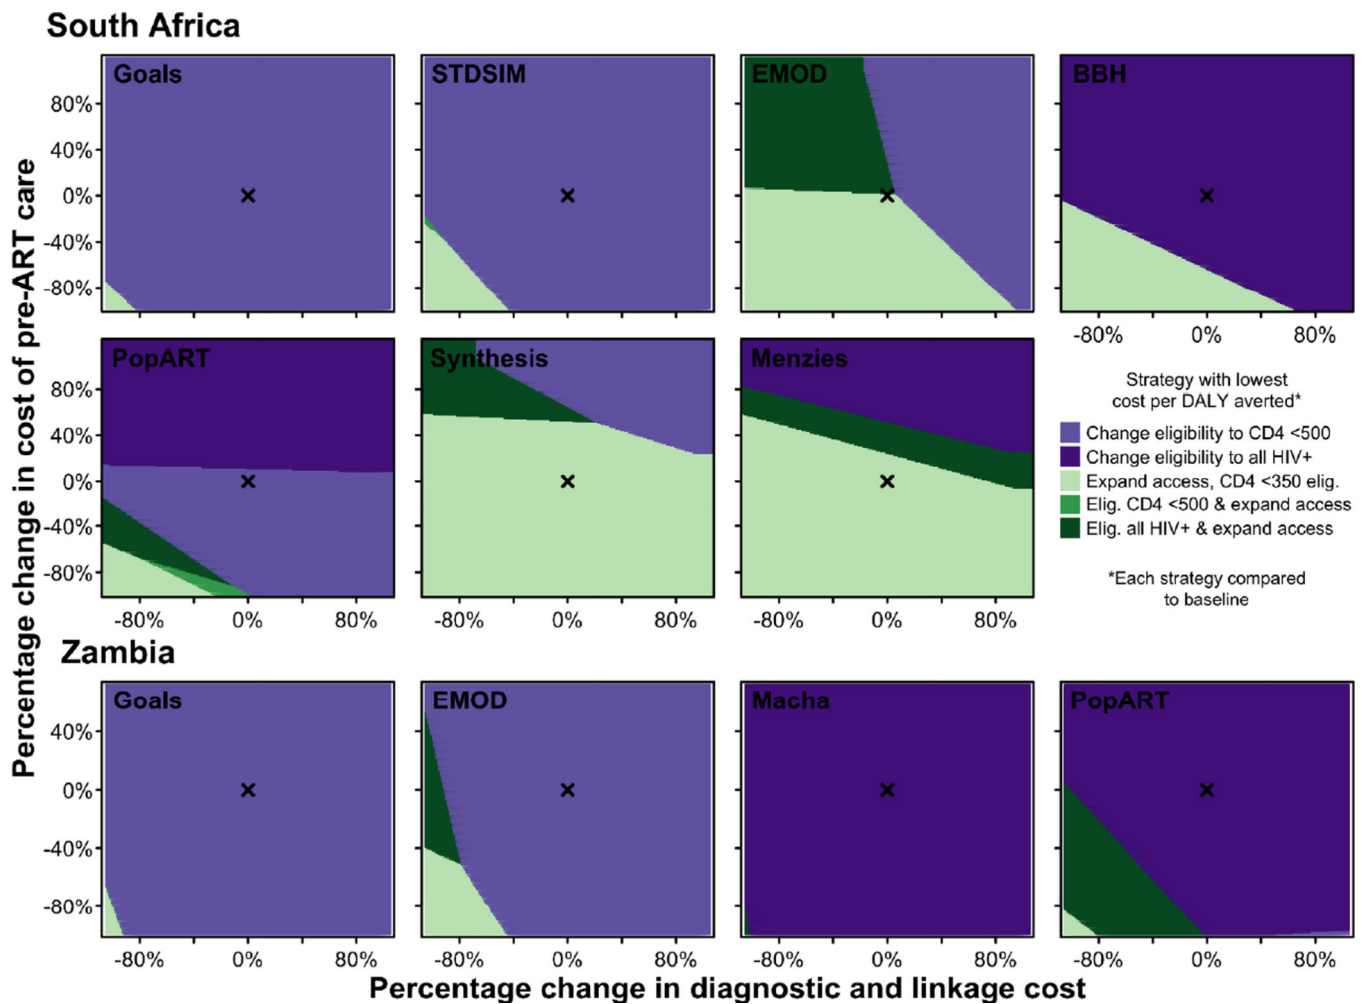 South Africa
Goals
STDSIM
EMOD
BBH
80%
40%
0%
-40%
-80%
-80% 0% 80%
PopART
Synthesis
Menzies
80%
40%
0%
-40%
-80%
-80% 0% 80%
-80% 0% 80%
-80% 0% 80%
Strategy with lowest
cost per DALY averted*
Change eligibility to CD4 <500
Change eligibility to all HIV+
Expand access, CD4 <350 elig.
Elig. CD4 <500 & expand access
Elig. all HIV+ & expand access
*Each strategy compared
to baseline
Zambia
Goals
EMOD
Macha
PopART
40%
0%
-40%
-80%
-80% 0% 80%
-80% 0% 80%
-80% 0% 80%
-80% 0% 80%
Percentage change in cost of pre-ART care
Percentage change in diagnostic and linkage cost